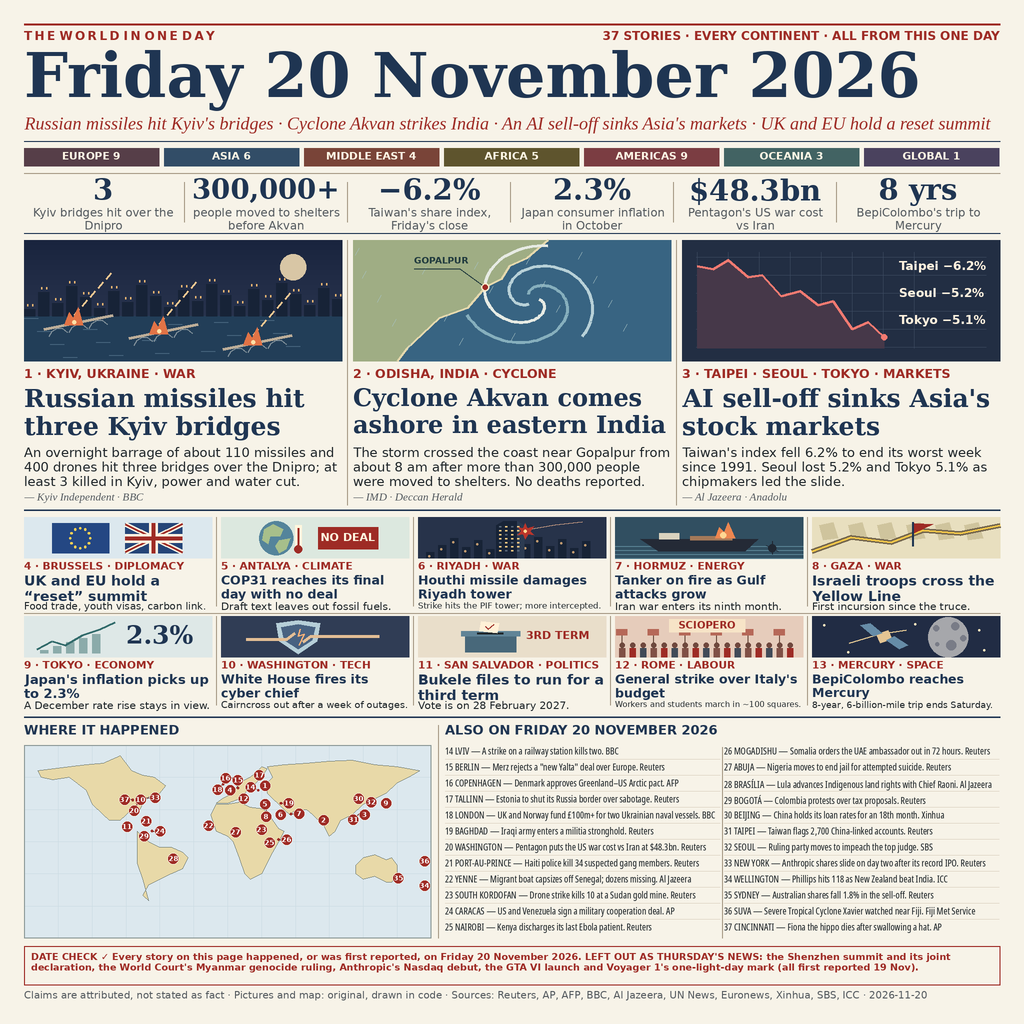 THE WORLD IN ONE DAY
37 STORIES · EVERY CONTINENT · ALL FROM THIS ONE DAY
Friday 20 November 2026
Russian missiles hit Kyiv's bridges · Cyclone Akvan strikes India · An AI sell-off sinks Asia's markets · UK and EU hold a reset summit
EUROPE 9
ASIA 6
MIDDLE EAST 4
AFRICA 5
AMERICAS 9
OCEANIA 3
GLOBAL 1
3
Kyiv bridges hit over the
Dnipro
300,000+
people moved to shelters
before Akvan
−6.2%
Taiwan's share index,
Friday's close
2.3%
Japan consumer inflation
in October
$48.3bn
Pentagon's US war cost
vs Iran
8 yrs
BepiColombo's trip to
Mercury
GOPALPUR
Taipei −6.2%
Seoul −5.2%
Tokyo −5.1%
1 · KYIV, UKRAINE · WAR
Russian missiles hit
three Kyiv bridges
An overnight barrage of about 110 missiles and
400 drones hit three bridges over the Dnipro; at
least 3 killed in Kyiv, power and water cut.
— Kyiv Independent · BBC
2 · ODISHA, INDIA · CYCLONE
Cyclone Akvan comes
ashore in eastern India
The storm crossed the coast near Gopalpur from
about 8 am after more than 300,000 people
were moved to shelters. No deaths reported.
— IMD · Deccan Herald
3 · TAIPEI · SEOUL · TOKYO · MARKETS
AI sell-off sinks Asia's
stock markets
Taiwan's index fell 6.2% to end its worst week
since 1991. Seoul lost 5.2% and Tokyo 5.1% as
chipmakers led the slide.
— Al Jazeera · Anadolu
4 · BRUSSELS · DIPLOMACY
UK and EU hold a
“reset” summit
Food trade, youth visas, carbon link.
NO DEAL
5 · ANTALYA · CLIMATE
COP31 reaches its final
day with no deal
Draft text leaves out fossil fuels.
6 · RIYADH · WAR
Houthi missile damages
Riyadh tower
Strike hits the PIF tower; more intercepted.
7 · HORMUZ · ENERGY
Tanker on fire as Gulf
attacks grow
Iran war enters its ninth month.
8 · GAZA · WAR
Israeli troops cross the
Yellow Line
First incursion since the truce.
2.3%
9 · TOKYO · ECONOMY
Japan's inflation picks up
to 2.3%
A December rate rise stays in view.
10 · WASHINGTON · TECH
White House fires its
cyber chief
Cairncross out after a week of outages.
3RD TERM
11 · SAN SALVADOR · POLITICS
Bukele files to run for a
third term
Vote is on 28 February 2027.
SCIOPERO
12 · ROME · LABOUR
General strike over Italy's
budget
Workers and students march in ~100 squares.
13 · MERCURY · SPACE
BepiColombo reaches
Mercury
8-year, 6-billion-mile trip ends Saturday.
WHERE IT HAPPENED
16
15
17
18
4
14
1
12
5
19
8
6
7
22
27
23
25
26
2
30
32
9
31
3
37
10
33
20
21
11
29
24
28
35
36
34
ALSO ON FRIDAY 20 NOVEMBER 2026
14 LVIV — A strike on a railway station kills two. BBC
15 BERLIN — Merz rejects a "new Yalta" deal over Europe. Reuters
16 COPENHAGEN — Denmark approves Greenland–US Arctic pact. AFP
17 TALLINN — Estonia to shut its Russia border over sabotage. Reuters
18 LONDON — UK and Norway fund £100m+ for two Ukrainian naval vessels. BBC
19 BAGHDAD — Iraqi army enters a militia stronghold. Reuters
20 WASHINGTON — Pentagon puts the US war cost vs Iran at $48.3bn. Reuters
21 PORT-AU-PRINCE — Haiti police kill 34 suspected gang members. Reuters
22 YENNE — Migrant boat capsizes off Senegal; dozens missing. Al Jazeera
23 SOUTH KORDOFAN — Drone strike kills 10 at a Sudan gold mine. Reuters
24 CARACAS — US and Venezuela sign a military cooperation deal. AP
25 NAIROBI — Kenya discharges its last Ebola patient. Reuters
26 MOGADISHU — Somalia orders the UAE ambassador out in 72 hours. Reuters
27 ABUJA — Nigeria moves to end jail for attempted suicide. Reuters
28 BRASÍLIA — Lula advances Indigenous land rights with Chief Raoni. Al Jazeera
29 BOGOTÁ — Colombia protests over tax proposals. Reuters
30 BEIJING — China holds its loan rates for an 18th month. Xinhua
31 TAIPEI — Taiwan flags 2,700 China-linked accounts. Reuters
32 SEOUL — Ruling party moves to impeach the top judge. SBS
33 NEW YORK — Anthropic shares slide on day two after its record IPO. Reuters
34 WELLINGTON — Phillips hits 118 as New Zealand beat India. ICC
35 SYDNEY — Australian shares fall 1.8% in the sell-off. Reuters
36 SUVA — Severe Tropical Cyclone Xavier watched near Fiji. Fiji Met Service
37 CINCINNATI — Fiona the hippo dies after swallowing a hat. AP
DATE CHECK ✓ Every story on this page happened, or was first reported, on Friday 20 November 2026. LEFT OUT AS THURSDAY'S NEWS: the Shenzhen summit and its joint
declaration, the World Court's Myanmar genocide ruling, Anthropic's Nasdaq debut, the GTA VI launch and Voyager 1's one-light-day mark (all first reported 19 Nov).
Claims are attributed, not stated as fact · Pictures and map: original, drawn in code · Sources: Reuters, AP, AFP, BBC, Al Jazeera, UN News, Euronews, Xinhua, SBS, ICC · 2026-11-20